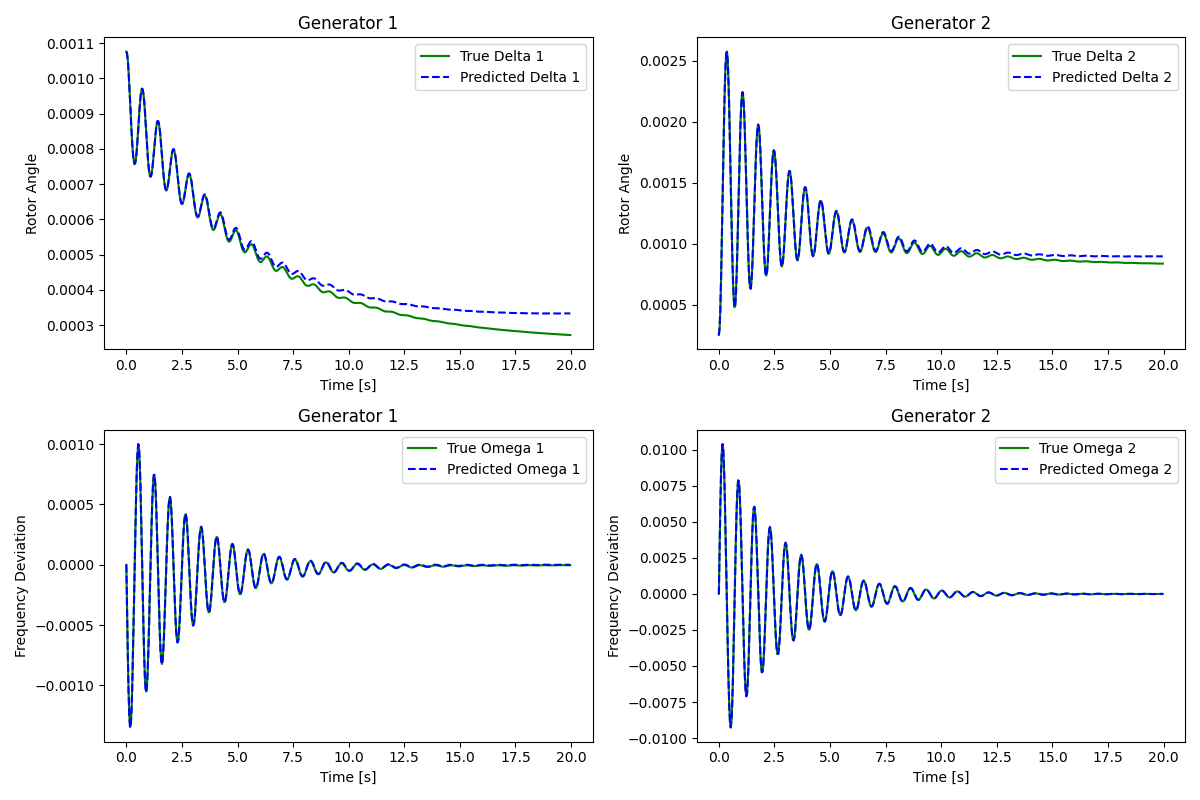 Generator 1
True Delta 1
Predicted Delta 1
Rotor Angle
0.0011
0.0010
0.0009
0.0008
0.0007
0.0006
0.0005
0.0004
0.0003
0.0 2.5 5.0 7.5 10.0 12.5 15.0 17.5 20.0
Time [s]
Generator 2
True Delta 2
Predicted Delta 2
Rotor Angle
0.0025
0.0020
0.0015
0.0010
0.0005
0.0 2.5 5.0 7.5 10.0 12.5 15.0 17.5 20.0
Time [s]
Generator 1
True Omega 1
Predicted Omega 1
Frequency Deviation
0.0010
0.0005
0.0000
−0.0005
−0.0010
0.0 2.5 5.0 7.5 10.0 12.5 15.0 17.5 20.0
Time [s]
Generator 2
True Omega 2
Predicted Omega 2
Frequency Deviation
0.0100
0.0075
0.0050
0.0025
0.0000
−0.0025
−0.0050
−0.0075
−0.0100
0.0 2.5 5.0 7.5 10.0 12.5 15.0 17.5 20.0
Time [s]